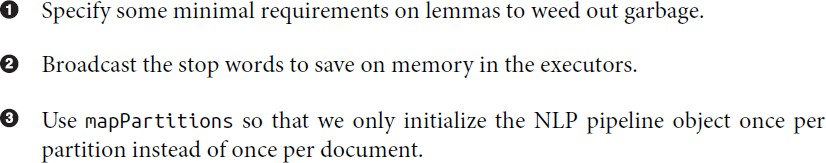 ❶ Specify some minimal requirements on lemmas to weed out garbage.
❷ Broadcast the stop words to save on memory in the executors.
❸ Use mapPartitions so that we only initialize the NLP pipeline object once per
partition instead of once per document.